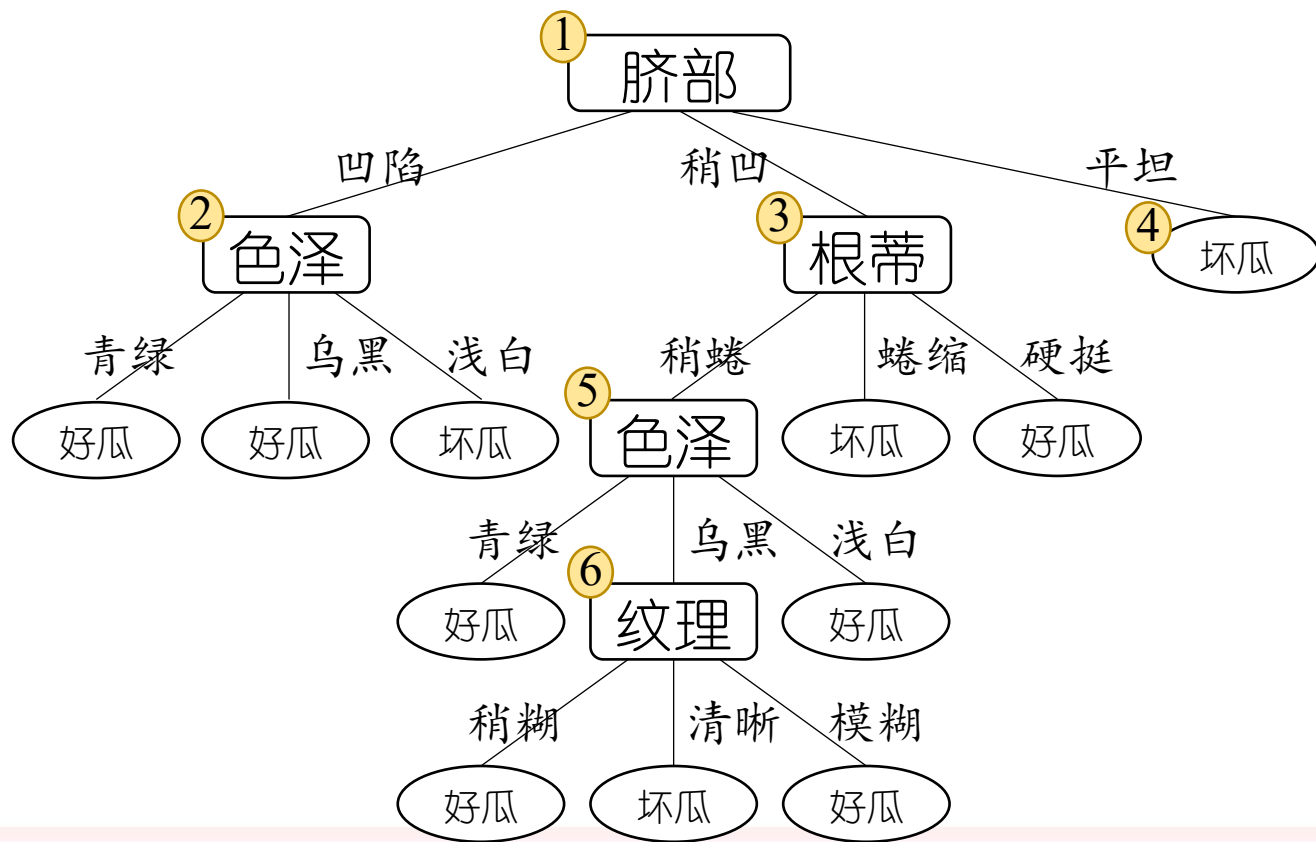 1 脐部
凹陷 稍凹 平坦
2 色泽 3 根蒂 4 坏瓜
青绿 乌黑 浅白 稍蜷 蜷缩 硬挺
好瓜 好瓜 坏瓜 5 色泽 坏瓜 好瓜
青绿 乌黑 浅白
好瓜 6 纹理 好瓜
稍糊 清晰 模糊
好瓜 坏瓜 好瓜